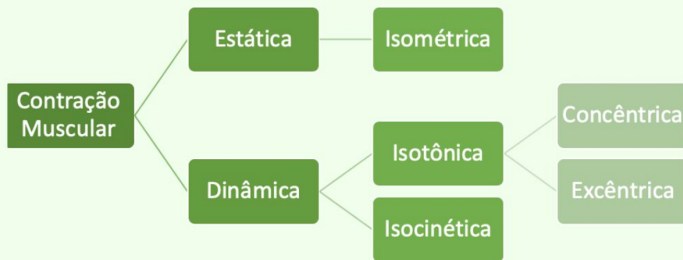 Contração
Muscular
Estática
Isométrica
Dinâmica
Isotônica
Isocinética
Concêntrica
Excêntrica